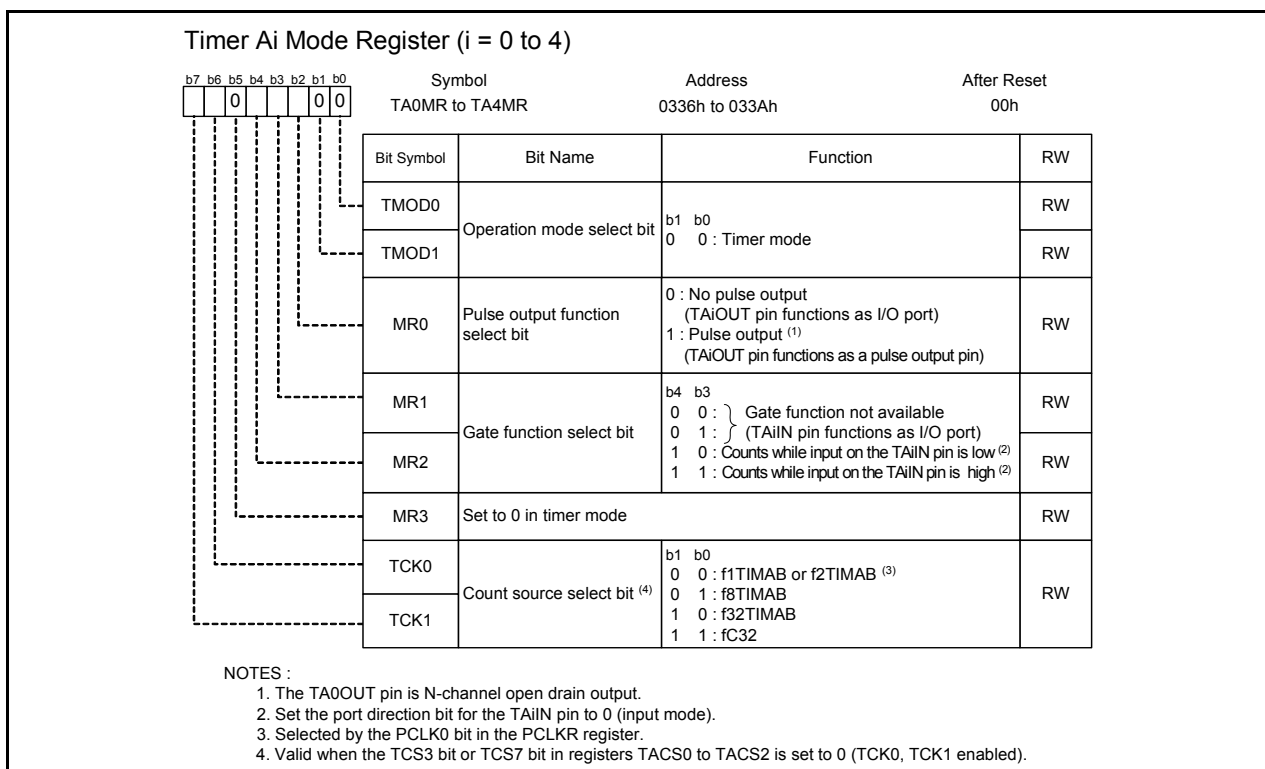 Timer Ai Mode Register (i = 0 to 4)
b7 b6 b5 b4 b3 b2 b1 b0
0 0 0
Symbol Address After Reset
TA0MR to TA4MR 0336h to 033Ah 00h
Bit Symbol Bit Name Function RW
TMOD0 RW
Operation mode select bit
b1 b0
0 0 : Timer mode
TMOD1 RW
MR0
Pulse output function
select bit
0 : No pulse output
(TAiOUT pin functions as I/O port)
1 : Pulse output (1)
(TAiOUT pin functions as a pulse output pin)
RW
MR1 RW
Gate function select bit
b4 b3
0 0 : } Gate function not available
0 1 : } (TAiIN pin functions as I/O port)
1 0 : Counts while input on the TAiIN pin is low (2)
1 1 : Counts while input on the TAiIN pin is high (2)
MR2 RW
MR3 Set to 0 in timer mode RW
TCK0
Count source select bit (4)
b1 b0
0 0 : f1TIMAB or f2TIMAB (3)
0 1 : f8TIMAB
1 0 : f32TIMAB
1 1 : fC32
RW
TCK1
NOTES :
1. The TA0OUT pin is N-channel open drain output.
2. Set the port direction bit for the TAiIN pin to 0 (input mode).
3. Selected by the PCLK0 bit in the PCLKR register.
4. Valid when the TCS3 bit or TCS7 bit in registers TACS0 to TACS2 is set to 0 (TCK0, TCK1 enabled).